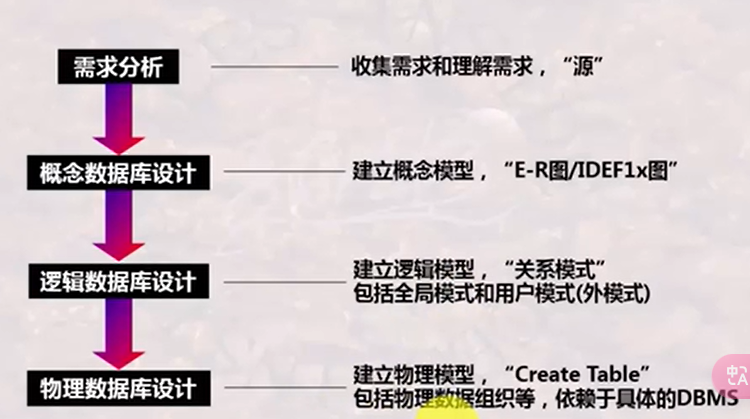 需求分析
收集需求和理解需求，“源”
概念数据库设计
建立概念模型，“E-R图/IDEF1x图”
逻辑数据库设计
建立逻辑模型，“关系模式”
包括全局模式和用户模式(外模式)
物理数据库设计
建立物理模型，“Create Table”
包括物理数据组织等，依赖于具体的DBMS
中
A